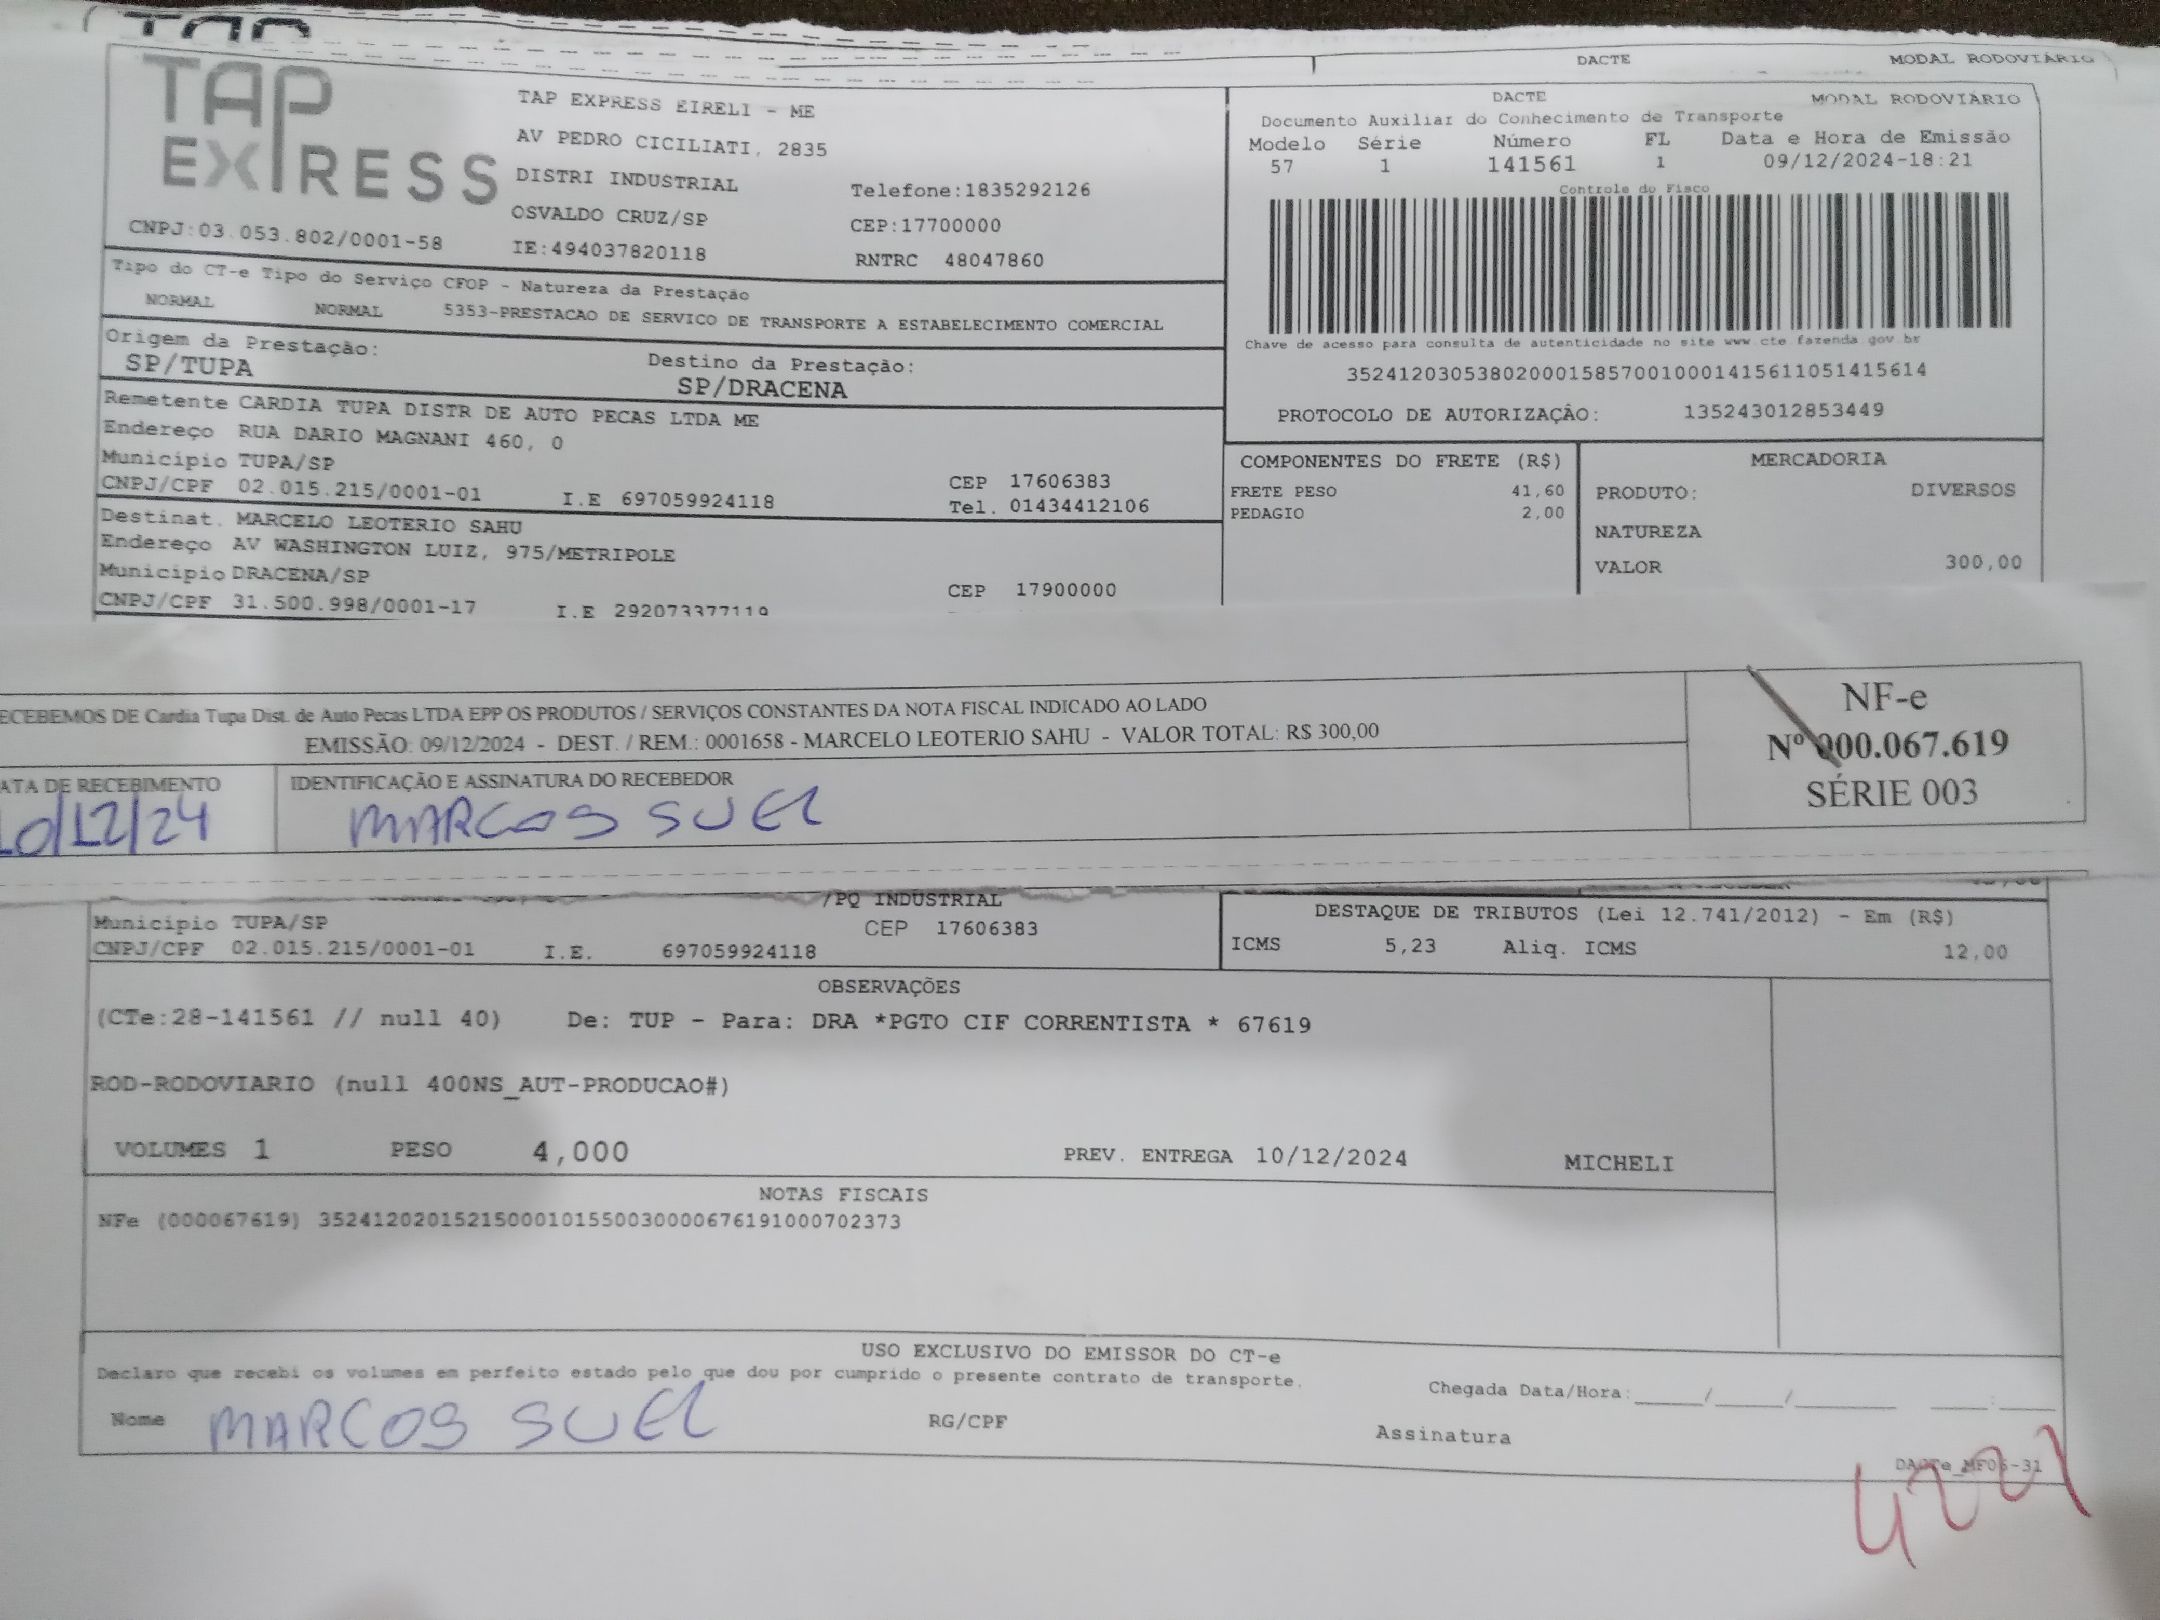 DACTE MODAL RODOVIÁRIO
TAP
EXPRESS
CNPJ:03.053.802/0001-58
TAP EXPRESS EIRELI - ME
AV PEDRO CICILIATI, 2835
DISTRI INDUSTRIAL
Telefone:1835292126
OSVALDO CRUZ/SP
CEP:17700000
IE:494037820118
RNTRC 48047860
DACTE MODAL RODOVIÁRIO
Documento Auxiliar do Conhecimento de Transporte
Modelo Série Número FL Data e Hora de Emissão
57 1 141561 1 09/12/2024-18:21
Controle do Fisco
Chave de acesso para consulta de autenticidade no site www.cte.fazenda.gov.br
35241203053802000158570010001415611051415614
PROTOCOLO DE AUTORIZAÇÃO: 135243012853449
Tipo do CT-e Tipo do Serviço CFOP - Natureza da Prestação
NORMAL NORMAL 5353-PRESTACAO DE SERVICO DE TRANSPORTE A ESTABELECIMENTO COMERCIAL
Origem da Prestação: Destino da Prestação:
SP/TUPA SP/DRACENA
Remetente CARDIA TUPA DISTR DE AUTO PECAS LTDA ME
Endereço RUA DARIO MAGNANI 460, 0
Município TUPA/SP CEP 17606383
CNPJ/CPF 02.015.215/0001-01 I.E 697059924118 Tel. 01434412106
Destinat. MARCELO LEOTERIO SAHU
Endereço AV WASHINGTON LUIZ, 975/METRIPOLE
Município DRACENA/SP CEP 17900000
CNPJ/CPF 31.500.998/0001-17 I.E 292073377119
COMPONENTES DO FRETE (R$)
FRETE PESO 41,60
PEDAGIO 2,00
MERCADORIA
PRODUTO: DIVERSOS
NATUREZA
VALOR 300,00
ECEBEMOS DE Cardia Tupa Dist. de Auto Pecas LTDA EPP OS PRODUTOS / SERVIÇOS CONSTANTES DA NOTA FISCAL INDICADO AO LADO
EMISSÃO: 09/12/2024 - DEST. / REM.: 0001658 - MARCELO LEOTERIO SAHU - VALOR TOTAL: R$ 300,00
ATA DE RECEBIMENTO IDENTIFICAÇÃO E ASSINATURA DO RECEBEDOR
10/12/24 MARCOS SUEL
NF-e
Nº 000.067.619
SÉRIE 003
/PQ INDUSTRIAL
Município TUPA/SP CEP 17606383
CNPJ/CPF 02.015.215/0001-01 I.E. 697059924118
DESTAQUE DE TRIBUTOS (Lei 12.741/2012) - Em (R$)
ICMS 5,23 Aliq. ICMS 12,00
OBSERVAÇÕES
(CTe:28-141561 // null 40) De: TUP - Para: DRA *PGTO CIF CORRENTISTA * 67619
ROD-RODOVIARIO (null 400NS_AUT-PRODUCAO#)
VOLUMES 1 PESO 4,000 PREV. ENTREGA 10/12/2024 MICHELI
NOTAS FISCAIS
NFe (000067619) 35241202015215000101550030000676191000702373
USO EXCLUSIVO DO EMISSOR DO CT-e
Declaro que recebi os volumes em perfeito estado pelo que dou por cumprido o presente contrato de transporte.
Chegada Data/Hora:____/____/____ ___:___
Nome MARCOS SUEL RG/CPF Assinatura
DACTe_MF06-31